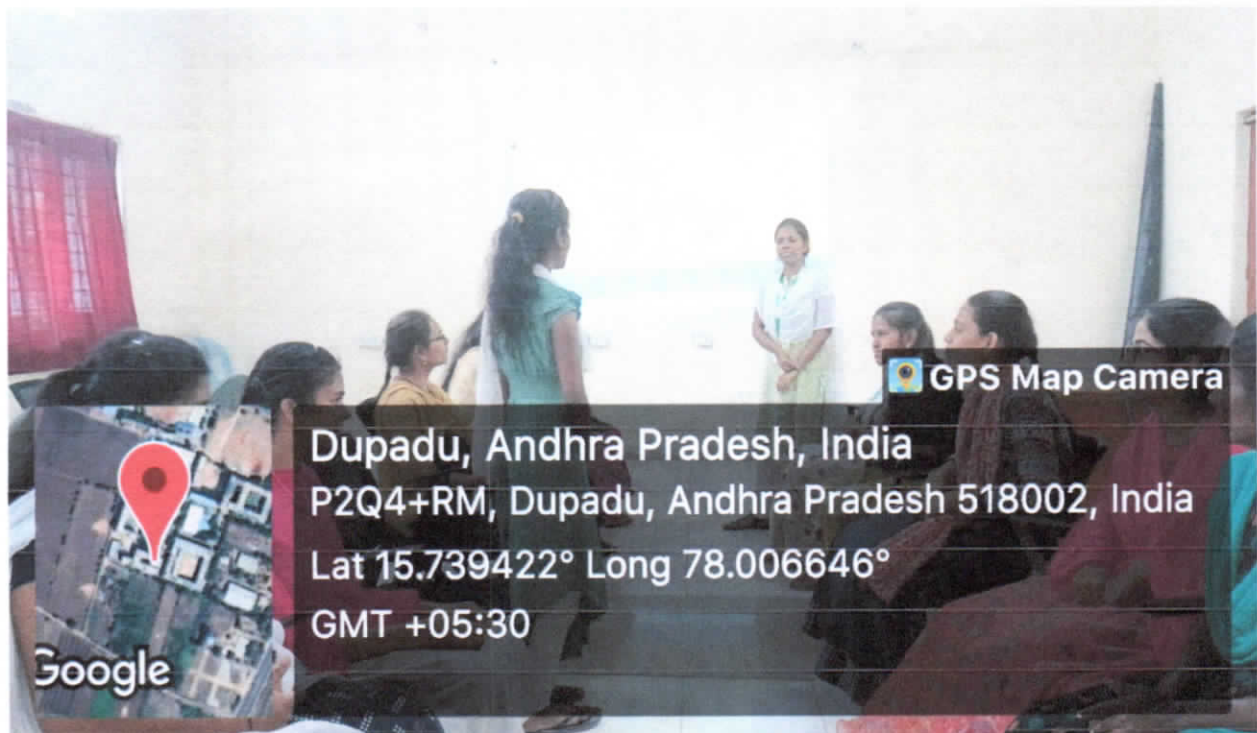 GPS Map Camera
Dupadu, Andhra Pradesh, India
P2Q4+RM, Dupadu, Andhra Pradesh 518002, India
Lat 15.739422° Long 78.006646°
GMT +05:30
Google